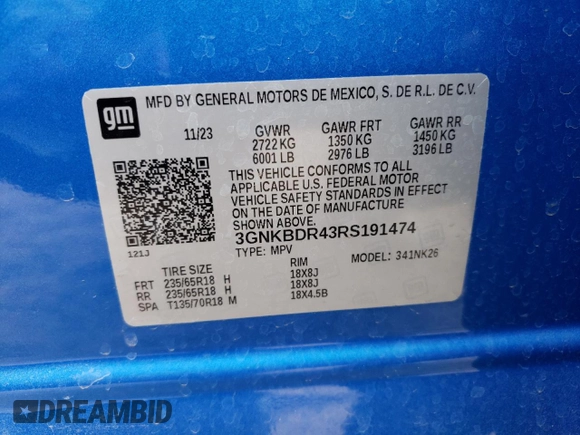 gm
MFD BY GENERAL MOTORS DE MEXICO, S. DE R.L. DE C.V.
11/23 GVWR GAWR FRT GAWR RR
2722 KG 1350 KG 1450 KG
6001 LB 2976 LB 3196 LB
THIS VEHICLE CONFORMS TO ALL
APPLICABLE U.S. FEDERAL MOTOR
VEHICLE SAFETY STANDARDS IN EFFECT
ON THE DATE OF MANUFACTURE
SHOWN ABOVE.
121J
3GNKBDR43RS191474
TYPE: MPV MODEL: 341NK26
TIRE SIZE RIM
FRT 235/65R18 H 18X8J
RR 235/65R18 H 18X8J
SPA T135/70R18 M 18X4.5B
DREAMBID